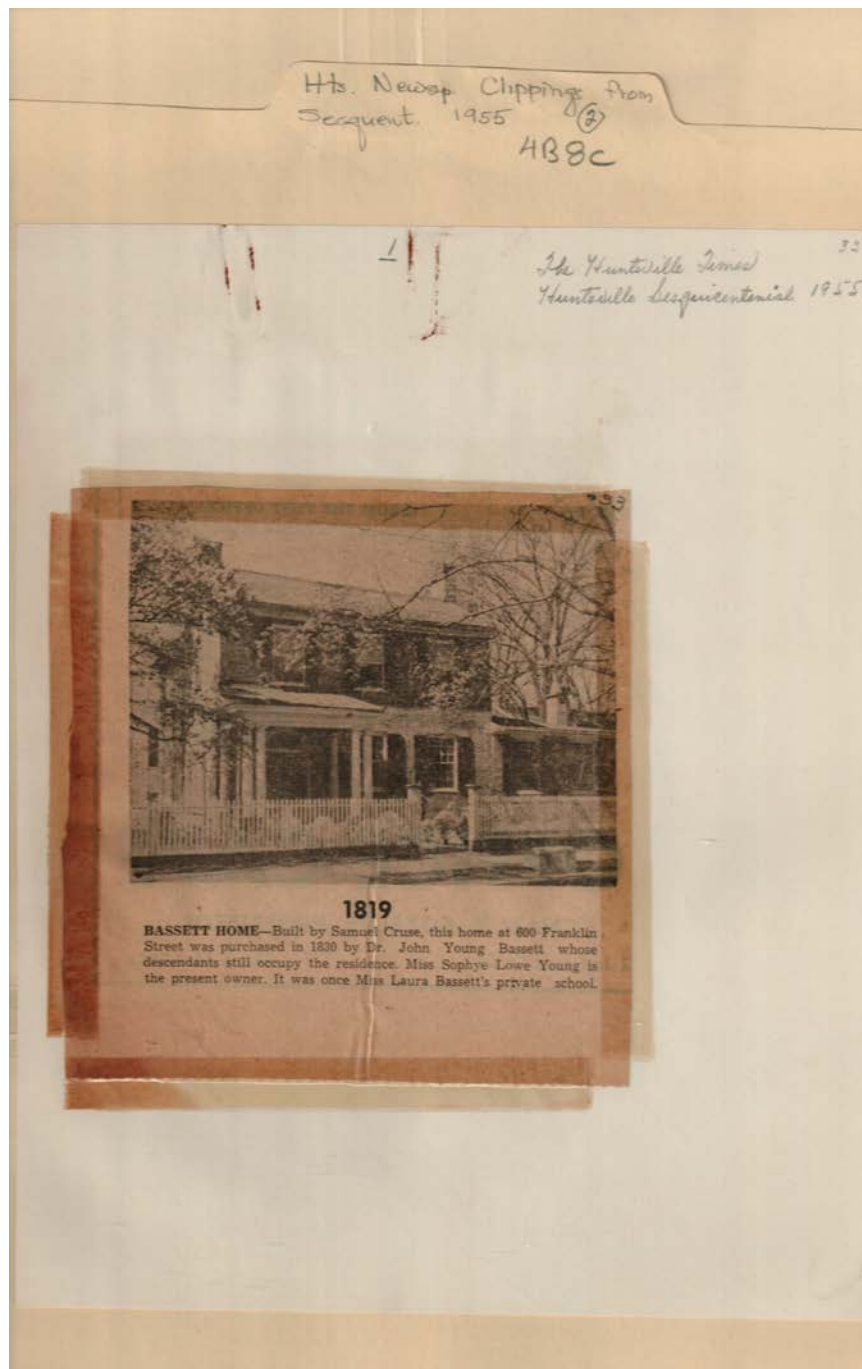 Hts. Newsp Clippings from
Sesquent. 1955 ②
4B8C
1
32
The Huntsville Times
Huntsville Sesquicentenial 1955
33
1819
BASSETT HOME—Built by Samuel Cruse, this home at 600 Franklin
Street was purchased in 1830 by Dr. John Young Bassett whose
descendants still occupy the residence. Miss Sophye Lowe Young is
the present owner. It was once Miss Laura Bassett's private school.